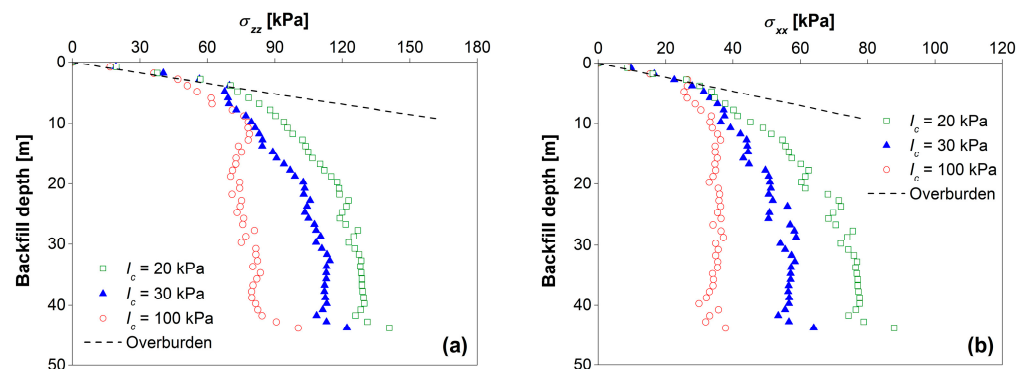 σzz [kPa]
0 30 60 90 120 150 180
Backfill depth [m]
0
10
20
30
40
50
Ic = 20 kPa
Ic = 30 kPa
Ic = 100 kPa
Overburden
(a)
σxx [kPa]
0 20 40 60 80 100 120
Backfill depth [m]
0
10
20
30
40
50
Ic = 20 kPa
Ic = 30 kPa
Ic = 100 kPa
Overburden
(b)